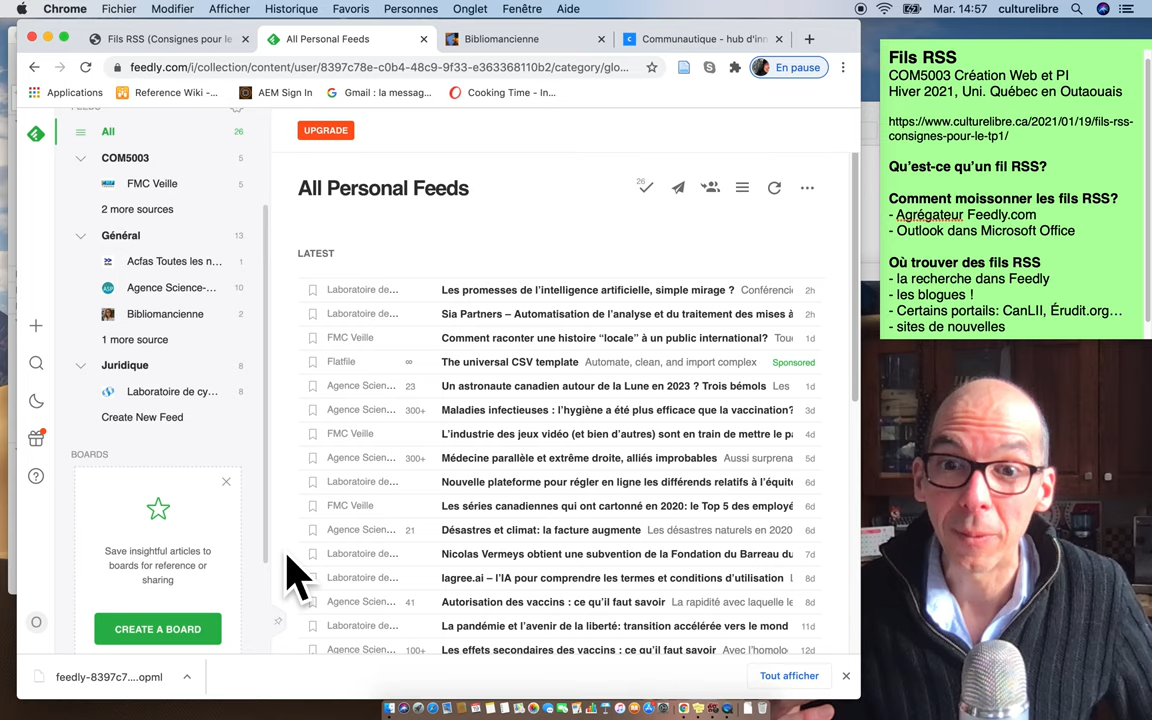 Chrome Fichier Modifier Afficher Historique Favoris Personnes Onglet Fenêtre Aide Mar. 14:57 culturelibre
Fils RSS (Consignes pour le
All Personal Feeds
Bibliomancienne
Communautique - hub d'inn
feedly.com/i/collection/content/user/8397c78e-c0b4-48c9-9f33-e363368110b2/category/glo...
En pause
Applications Reference Wiki -... AEM Sign In Gmail : la messag... Cooking Time - In...
FEEDS
All 26
COM5003 5
FMC Veille 5
2 more sources
Général 13
Acfas Toutes les n... 1
Agence Science-... 10
Bibliomancienne 2
1 more source
Juridique 8
Laboratoire de cy... 8
Create New Feed
BOARDS
Save insightful articles to
boards for reference or
sharing
CREATE A BOARD
UPGRADE
All Personal Feeds
26
LATEST
Laboratoire de... Les promesses de l'intelligence artificielle, simple mirage ? Conférenci 2h
Laboratoire de... Sia Partners – Automatisation de l'analyse et du traitement des mises à 2h
FMC Veille Comment raconter une histoire “locale” à un public international? Touc 1d
Flatfile ∞ The universal CSV template Automate, clean, and import complex Sponsored
Agence Scien... 23 Un astronaute canadien autour de la Lune en 2023 ? Trois bémols Les 1d
Agence Scien... 300+ Maladies infectieuses : l'hygiène a été plus efficace que la vaccination? 3d
FMC Veille L'industrie des jeux vidéo (et bien d'autres) sont en train de mettre le pa 4d
Agence Scien... 300+ Médecine parallèle et extrême droite, alliés improbables Aussi surprena 5d
Laboratoire de... Nouvelle plateforme pour régler en ligne les différends relatifs à l'équite 6d
FMC Veille Les séries canadiennes qui ont cartonné en 2020: le Top 5 des employé 6d
Agence Scien... 21 Désastres et climat: la facture augmente Les désastres naturels en 2020 6d
Laboratoire de... Nicolas Vermeys obtient une subvention de la Fondation du Barreau du 7d
Laboratoire de... Iagree.ai – l'IA pour comprendre les termes et conditions d'utilisation 8d
Agence Scien... 41 Autorisation des vaccins : ce qu'il faut savoir La rapidité avec laquelle le 8d
Laboratoire de... La pandémie et l'avenir de la liberté: transition accélérée vers le mond 11d
Agence Scien... 100+ Les effets secondaires des vaccins : ce qu'il faut savoir Avec l'homolo 12d
O
feedly-8397c7....opml
Tout afficher
Fils RSS
COM5003 Création Web et PI
Hiver 2021, Uni. Québec en Outaouais
https://www.culturelibre.ca/2021/01/19/fils-rss-
consignes-pour-le-tp1/
Qu'est-ce qu'un fil RSS?
Comment moissonner les fils RSS?
- Agrégateur Feedly.com
- Outlook dans Microsoft Office
Où trouver des fils RSS
- la recherche dans Feedly
- les blogues !
- Certains portails: CanLII, Érudit.org...
- sites de nouvelles